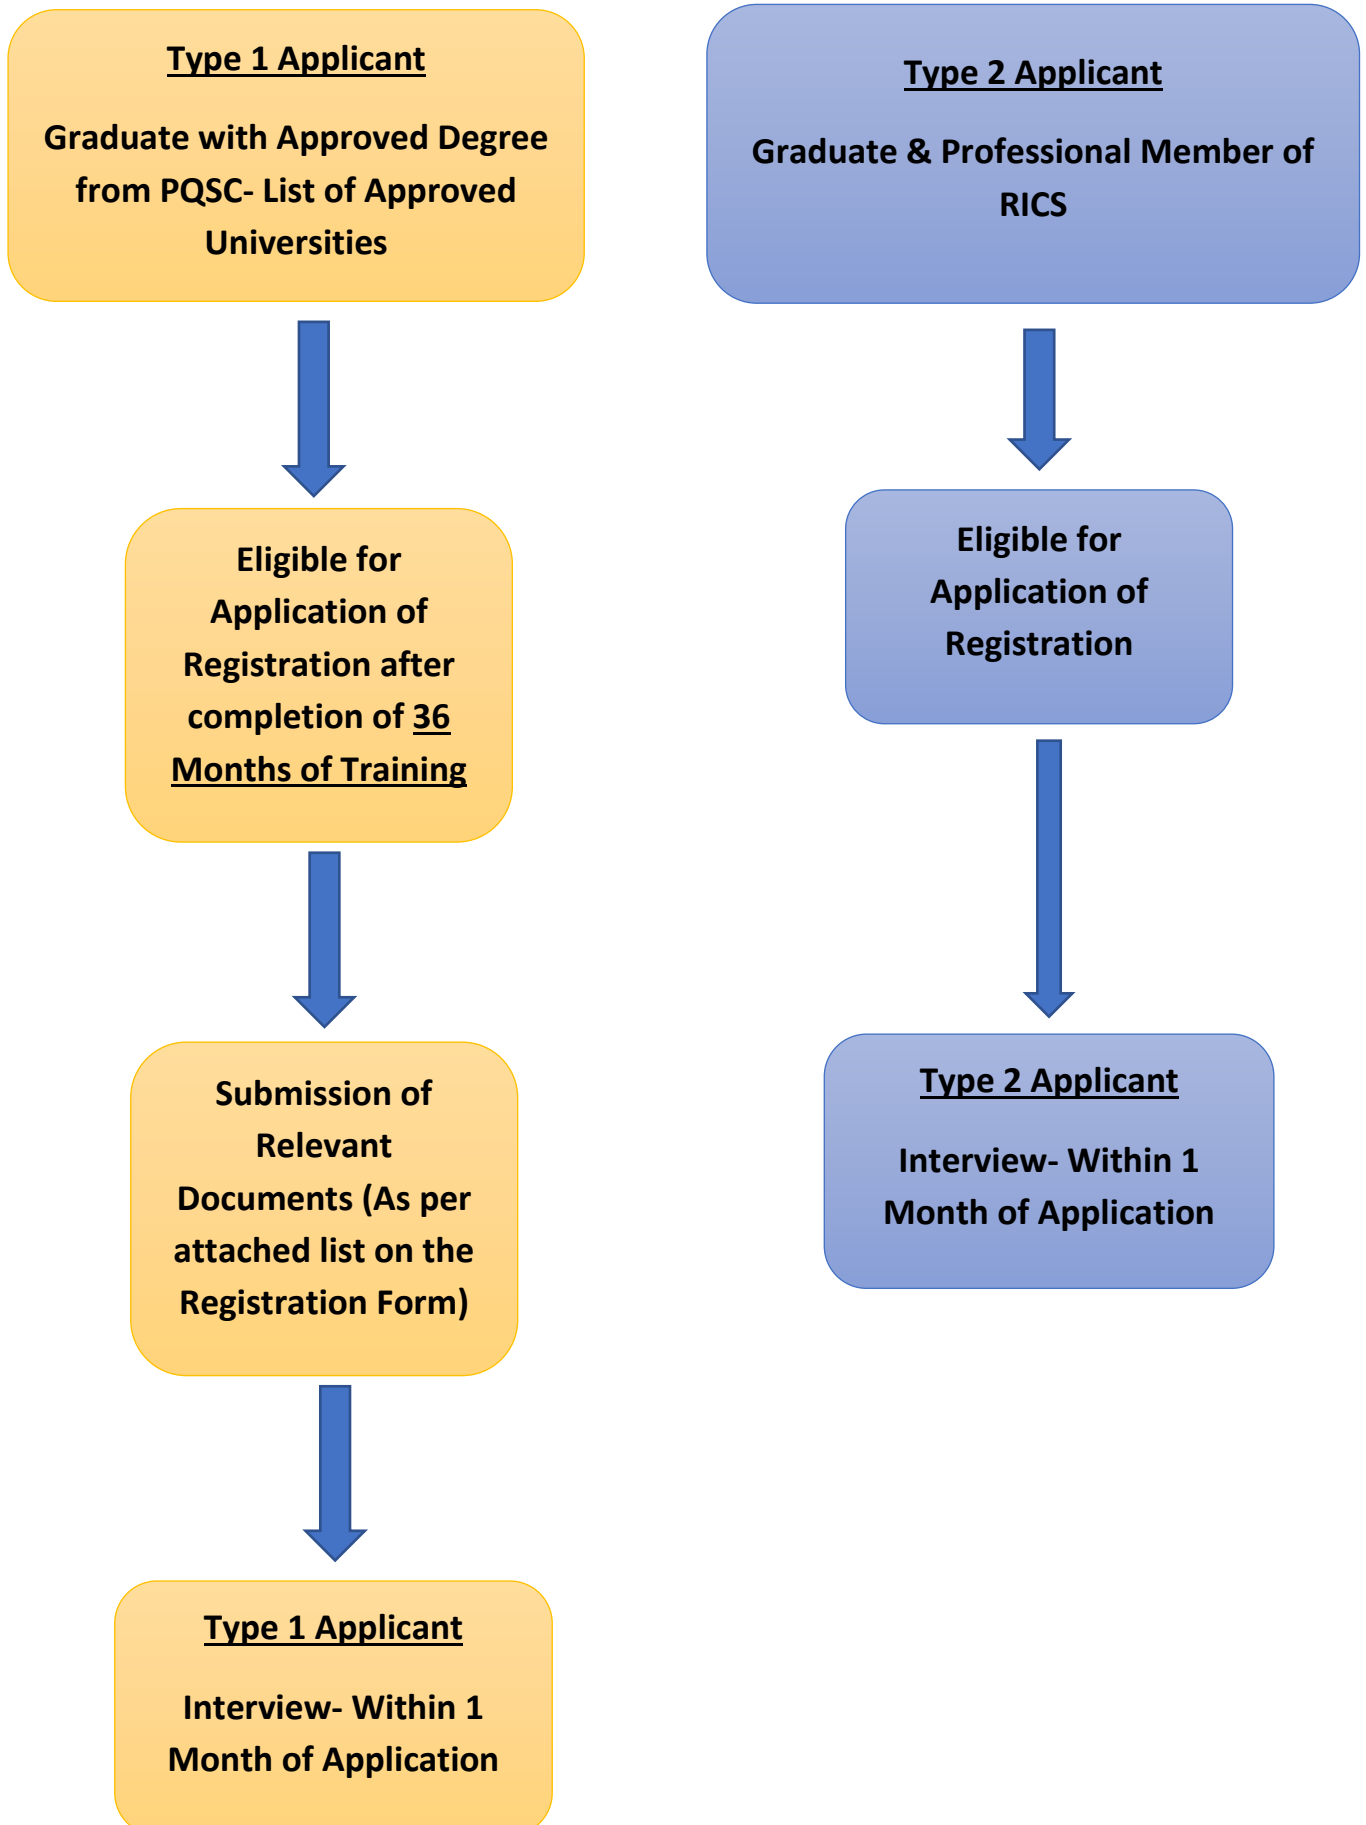 Type 1 Applicant
Graduate with Approved Degree
from PQSC- List of Approved
Universities
Eligible for
Application of
Registration after
completion of 36
Months of Training
Submission of
Relevant
Documents (As per
attached list on the
Registration Form)
Type 1 Applicant
Interview- Within 1
Month of Application
Type 2 Applicant
Graduate & Professional Member of
RICS
Eligible for
Application of
Registration
Type 2 Applicant
Interview- Within 1
Month of Application